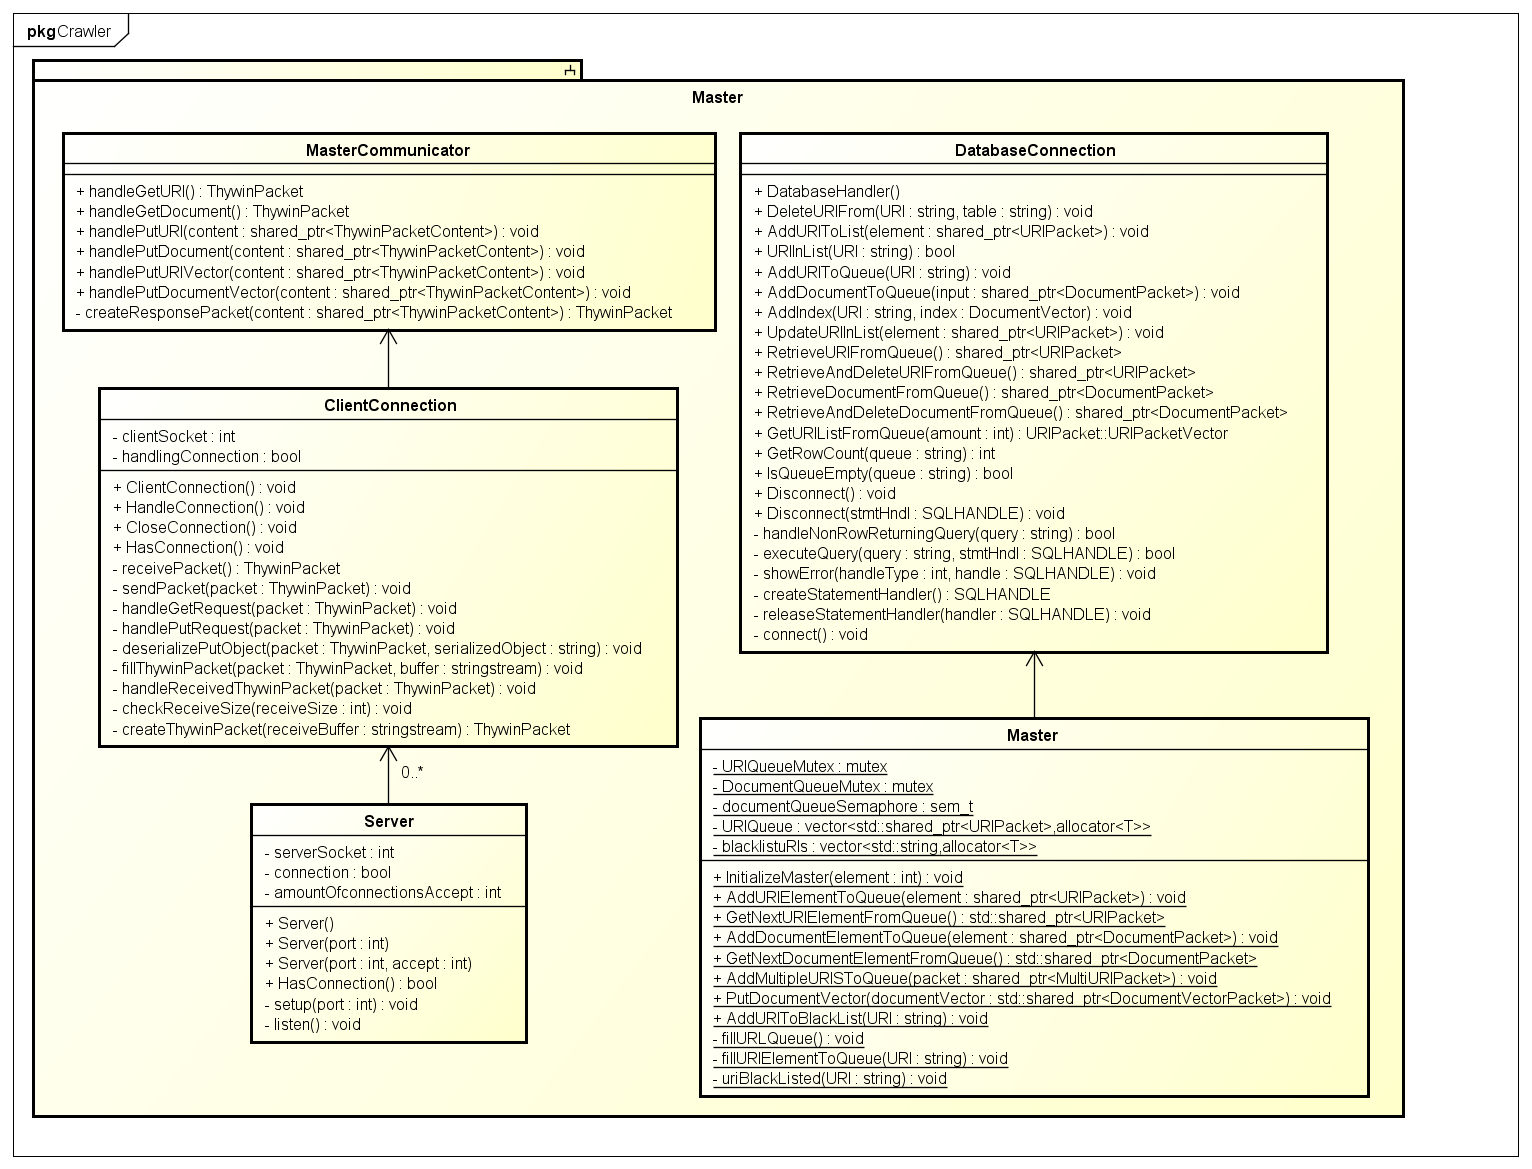 pkg Crawler
Master
MasterCommunicator
+ handleGetURI() : ThywinPacket
+ handleGetDocument() : ThywinPacket
+ handlePutURI(content : shared_ptr<ThywinPacketContent>) : void
+ handlePutDocument(content : shared_ptr<ThywinPacketContent>) : void
+ handlePutURIVector(content : shared_ptr<ThywinPacketContent>) : void
+ handlePutDocumentVector(content : shared_ptr<ThywinPacketContent>) : void
- createResponsePacket(content : shared_ptr<ThywinPacketContent>) : ThywinPacket
ClientConnection
- clientSocket : int
- handlingConnection : bool
+ ClientConnection() : void
+ HandleConnection() : void
+ CloseConnection() : void
+ HasConnection() : void
- receivePacket() : ThywinPacket
- sendPacket(packet : ThywinPacket) : void
- handleGetRequest(packet : ThywinPacket) : void
- handlePutRequest(packet : ThywinPacket) : void
- deserializePutObject(packet : ThywinPacket, serializedObject : string) : void
- fillThywinPacket(packet : ThywinPacket, buffer : stringstream) : void
- handleReceivedThywinPacket(packet : ThywinPacket) : void
- checkReceiveSize(receiveSize : int) : void
- createThywinPacket(receiveBuffer : stringstream) : ThywinPacket
0..*
Server
- serverSocket : int
- connection : bool
- amountOfconnectionsAccept : int
+ Server()
+ Server(port : int)
+ Server(port : int, accept : int)
+ HasConnection() : bool
- setup(port : int) : void
- listen() : void
DatabaseConnection
+ DatabaseHandler()
+ DeleteURIFrom(URI : string, table : string) : void
+ AddURIToList(element : shared_ptr<URIPacket>) : void
+ URIInList(URI : string) : bool
+ AddURIToQueue(URI : string) : void
+ AddDocumentToQueue(input : shared_ptr<DocumentPacket>) : void
+ AddIndex(URI : string, index : DocumentVector) : void
+ UpdateURIInList(element : shared_ptr<URIPacket>) : void
+ RetrieveURIFromQueue() : shared_ptr<URIPacket>
+ RetrieveAndDeleteURIFromQueue() : shared_ptr<URIPacket>
+ RetrieveDocumentFromQueue() : shared_ptr<DocumentPacket>
+ RetrieveAndDeleteDocumentFromQueue() : shared_ptr<DocumentPacket>
+ GetURIListFromQueue(amount : int) : URIPacket::URIPacketVector
+ GetRowCount(queue : string) : int
+ IsQueueEmpty(queue : string) : bool
+ Disconnect() : void
+ Disconnect(stmtHndl : SQLHANDLE) : void
- handleNonRowReturningQuery(query : string) : bool
- executeQuery(query : string, stmtHndl : SQLHANDLE) : bool
- showError(handleType : int, handle : SQLHANDLE) : void
- createStatementHandler() : SQLHANDLE
- releaseStatementHandler(handler : SQLHANDLE) : void
- connect() : void
Master
- URIQueueMutex : mutex
- DocumentQueueMutex : mutex
- documentQueueSemaphore : sem_t
- URIQueue : vector<std::shared_ptr<URIPacket>,allocator<T>>
- blacklistuRIs : vector<std::string,allocator<T>>
+ InitializeMaster(element : int) : void
+ AddURIElementToQueue(element : shared_ptr<URIPacket>) : void
+ GetNextURIElementFromQueue() : std::shared_ptr<URIPacket>
+ AddDocumentElementToQueue(element : shared_ptr<DocumentPacket>) : void
+ GetNextDocumentElementFromQueue() : std::shared_ptr<DocumentPacket>
+ AddMultipleURISToQueue(packet : shared_ptr<MultiURIPacket>) : void
+ PutDocumentVector(documentVector : std::shared_ptr<DocumentVectorPacket>) : void
+ AddURIToBlackList(URI : string) : void
- fillURLQueue() : void
- fillURIElementToQueue(URI : string) : void
- uriBlackListed(URI : string) : void